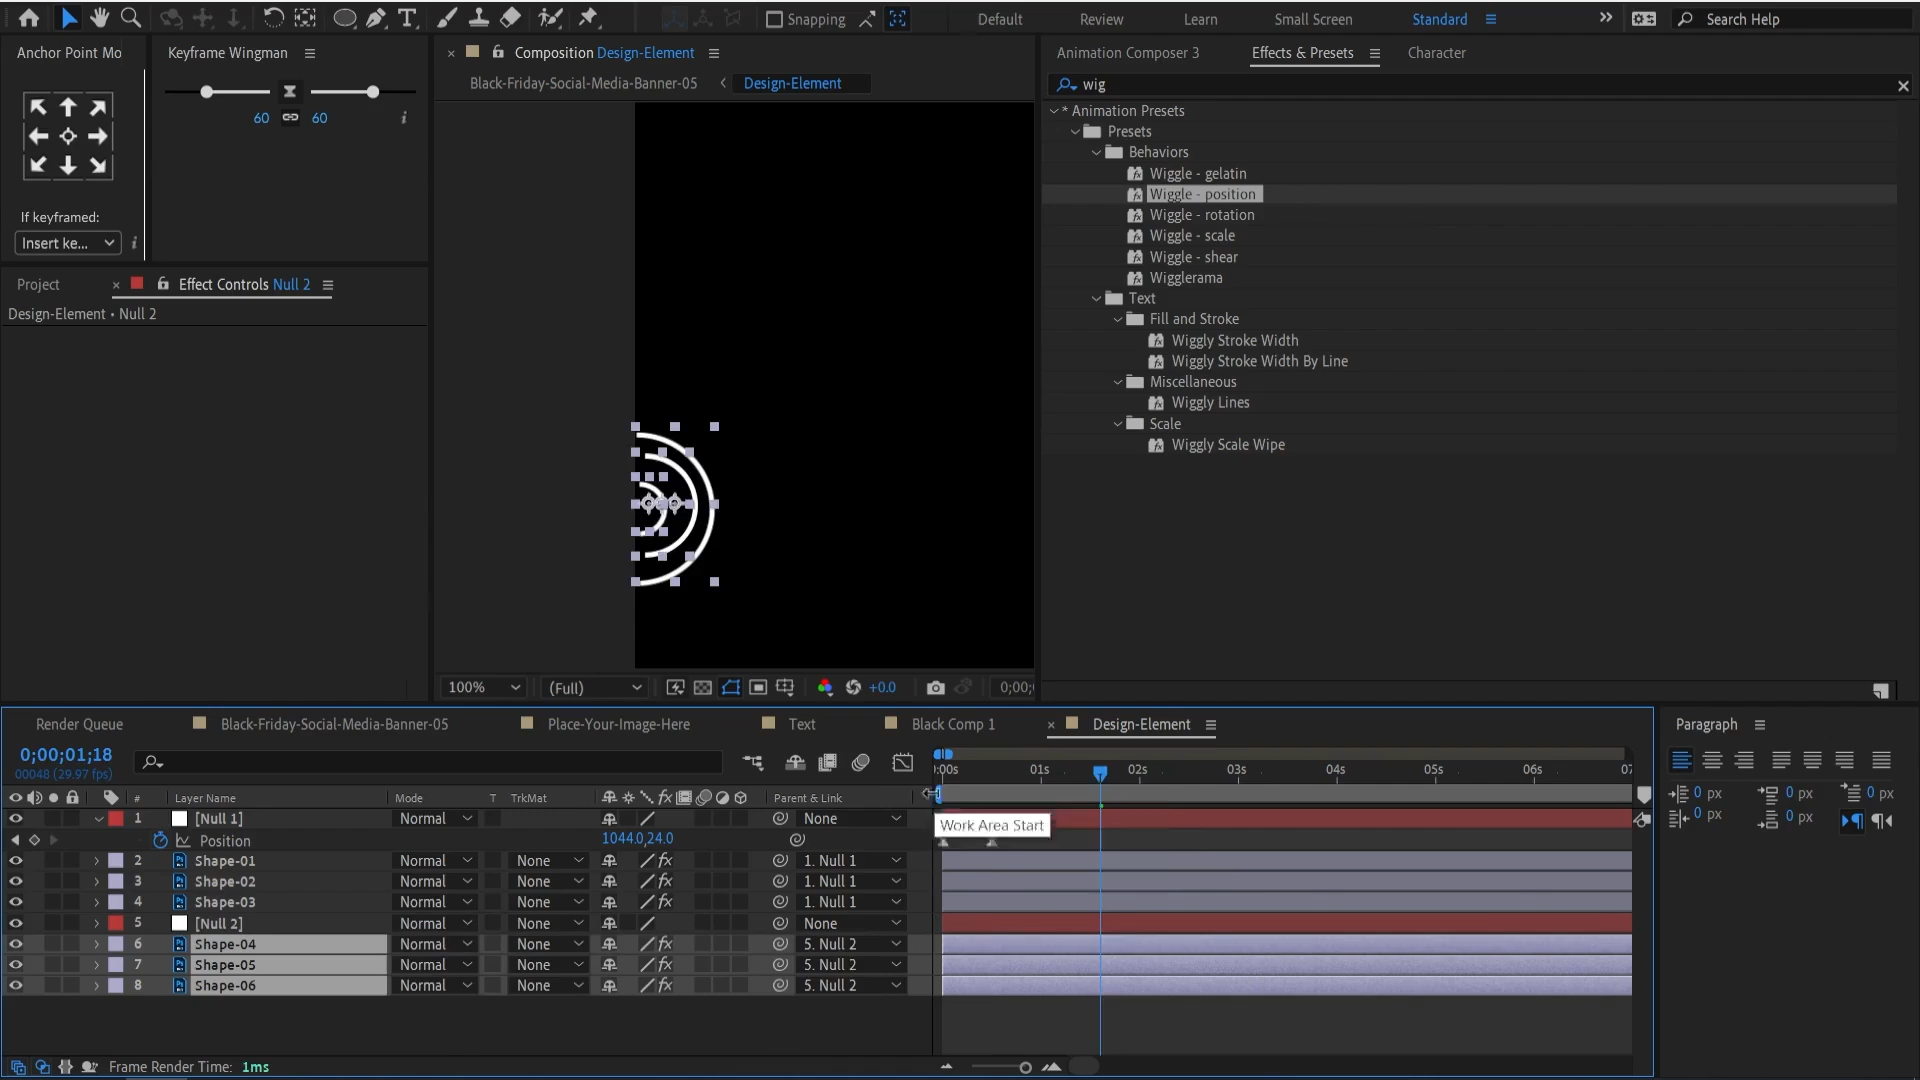 Snapping
Default
Review
Learn
Small Screen
Standard
Search Help
Anchor Point Mo
Keyframe Wingman
Composition Design-Element
Animation Composer 3
Effects & Presets
Character
Black-Friday-Social-Media-Banner-05
Design-Element
wig
* Animation Presets
Presets
Behaviors
Wiggle - gelatin
Wiggle - position
Wiggle - rotation
Wiggle - scale
Wiggle - shear
Wigglerama
Text
Fill and Stroke
Wiggly Stroke Width
Wiggly Stroke Width By Line
Miscellaneous
Wiggly Lines
Scale
Wiggly Scale Wipe
60 60
If keyframed:
Insert ke...
Project
Effect Controls Null 2
Design-Element • Null 2
100%
(Full)
+0.0
Render Queue
Black-Friday-Social-Media-Banner-05
Place-Your-Image-Here
Text
Black Comp 1
Design-Element
Paragraph
0;00;01;18
00048 (29.97 fps)
01s 02s 03s 04s 05s 06s
0 px 0 px 0 px
0 px 0 px
# Layer Name Mode T TrkMat Parent & Link
Work Area Start
1 [Null 1] Normal None
Position 1044.0,24.0
2 Shape-01 Normal None 1. Null 1
3 Shape-02 Normal None 1. Null 1
4 Shape-03 Normal None 1. Null 1
5 [Null 2] Normal None None
6 Shape-04 Normal None 5. Null 2
7 Shape-05 Normal None 5. Null 2
8 Shape-06 Normal None 5. Null 2
Frame Render Time: 1ms